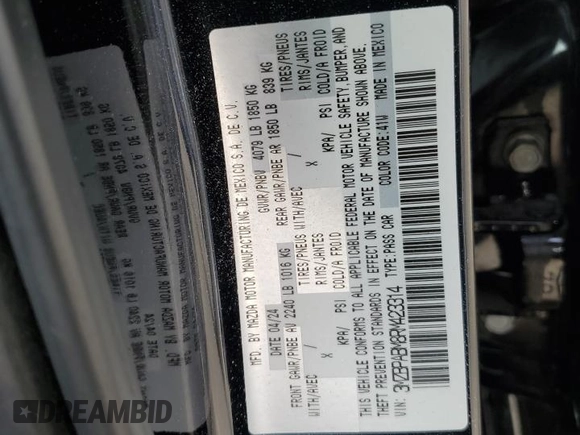 MFD. BY MAZDA MOTOR MANUFACTURING DE MEXICO S.A. DE C.V.
DATE 04/24 GVWR/PNBV 4079 LB 1850 KG
FRONT GAWR/PNBE AV 2240 LB 1016 KG REAR GAWR/PNBE AR 1850 LB 839 KG
WITH/AVEC TIRES/PNEUS WITH/AVEC TIRES/PNEUS
/ X RIMS/JANTES / X RIMS/JANTES
KPA/ PSI COLD/A FROID KPA/ PSI COLD/A FROID
THIS VEHICLE CONFORMS TO ALL APPLICABLE FEDERAL MOTOR VEHICLE SAFETY, BUMPER, AND
THEFT PREVENTION STANDARDS IN EFFECT ON THE DATE OF MANUFACTURE SHOWN ABOVE.
TYPE: PASS CAR COLOR CODE: 41W MADE IN MEXICO
VIN:
DREAMBID